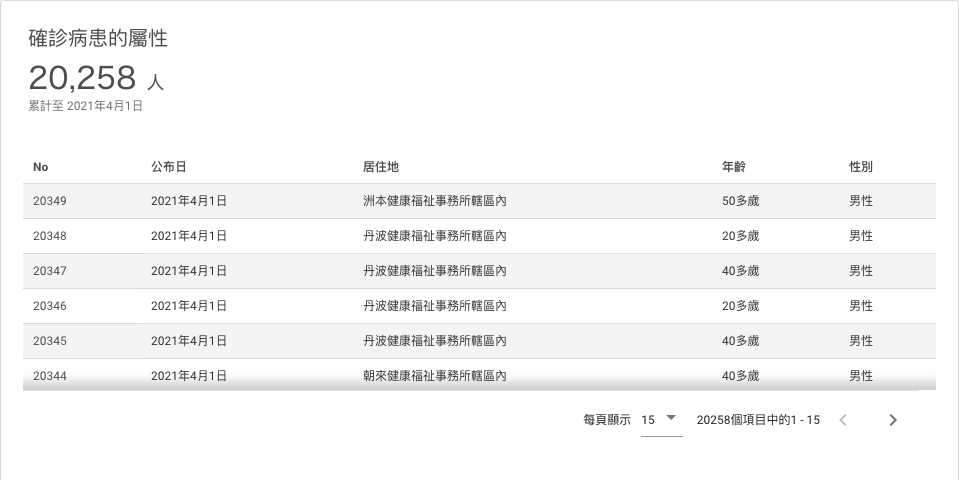 確診病患的屬性
20,258 人
累計至 2021年4月1日
No 公布日 居住地 年齡 性別
20349 2021年4月1日 洲本健康福祉事務所轄區內 50多歲 男性
20348 2021年4月1日 丹波健康福祉事務所轄區內 20多歲 男性
20347 2021年4月1日 丹波健康福祉事務所轄區內 40多歲 男性
20346 2021年4月1日 丹波健康福祉事務所轄區內 20多歲 男性
20345 2021年4月1日 丹波健康福祉事務所轄區內 40多歲 男性
20344 2021年4月1日 朝來健康福祉事務所轄區內 40多歲 男性
每頁顯示 15 20258個項目中的1 - 15